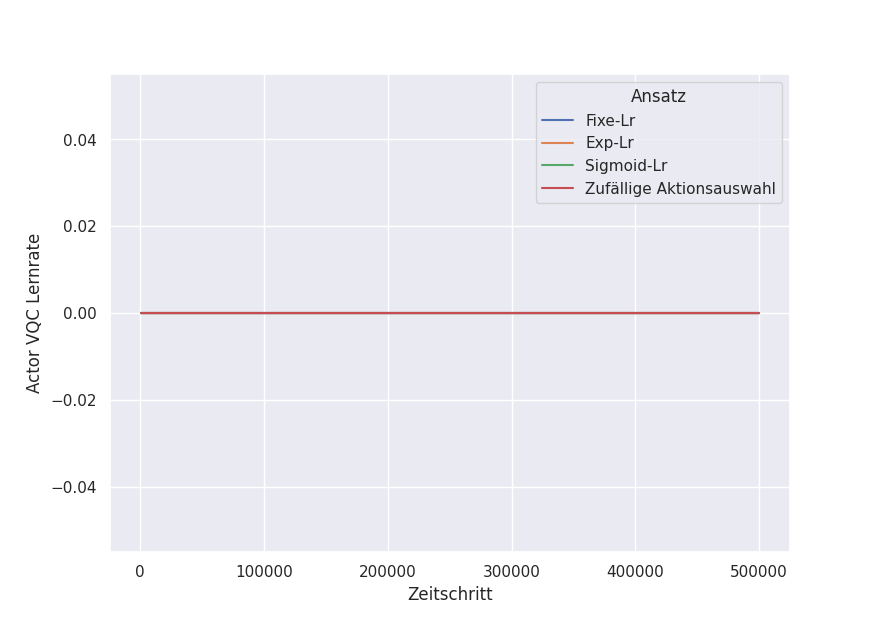 Ansatz
Fixe-Lr
Exp-Lr
Sigmoid-Lr
Zufällige Aktionsauswahl
Actor VQC Lernrate
0.04
0.02
0.00
−0.02
−0.04
0 100000 200000 300000 400000 500000
Zeitschritt